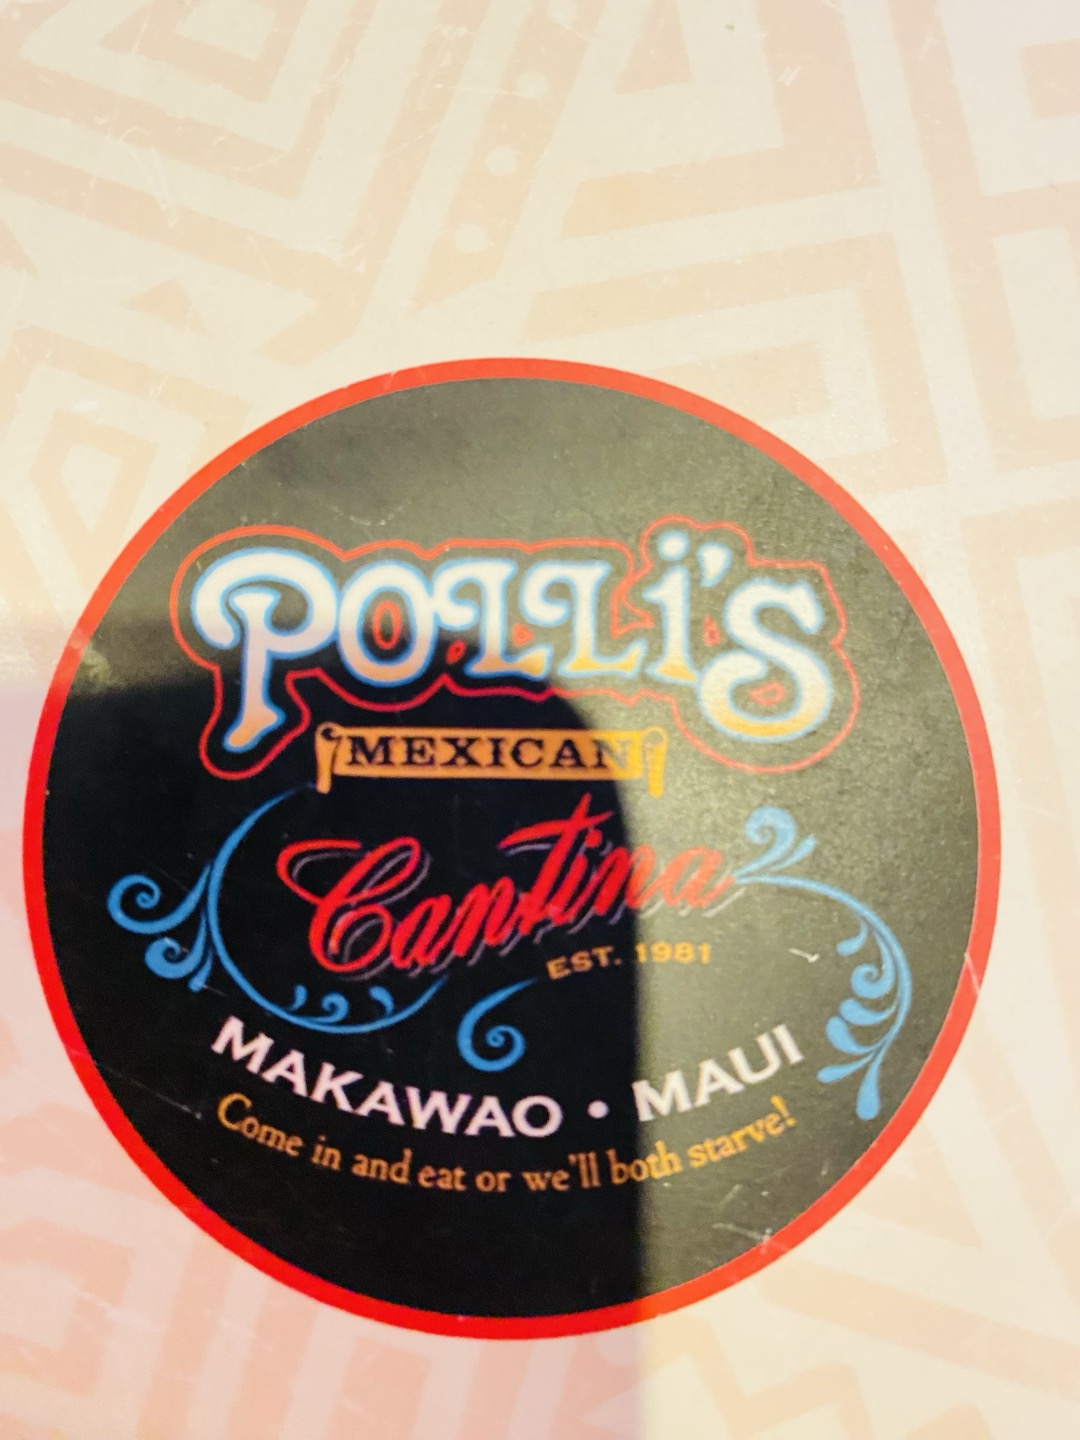 POLLi's
MEXICAN
Cantina
EST. 1981
MAKAWAO • MAUI
Come in and eat or we'll both starve!